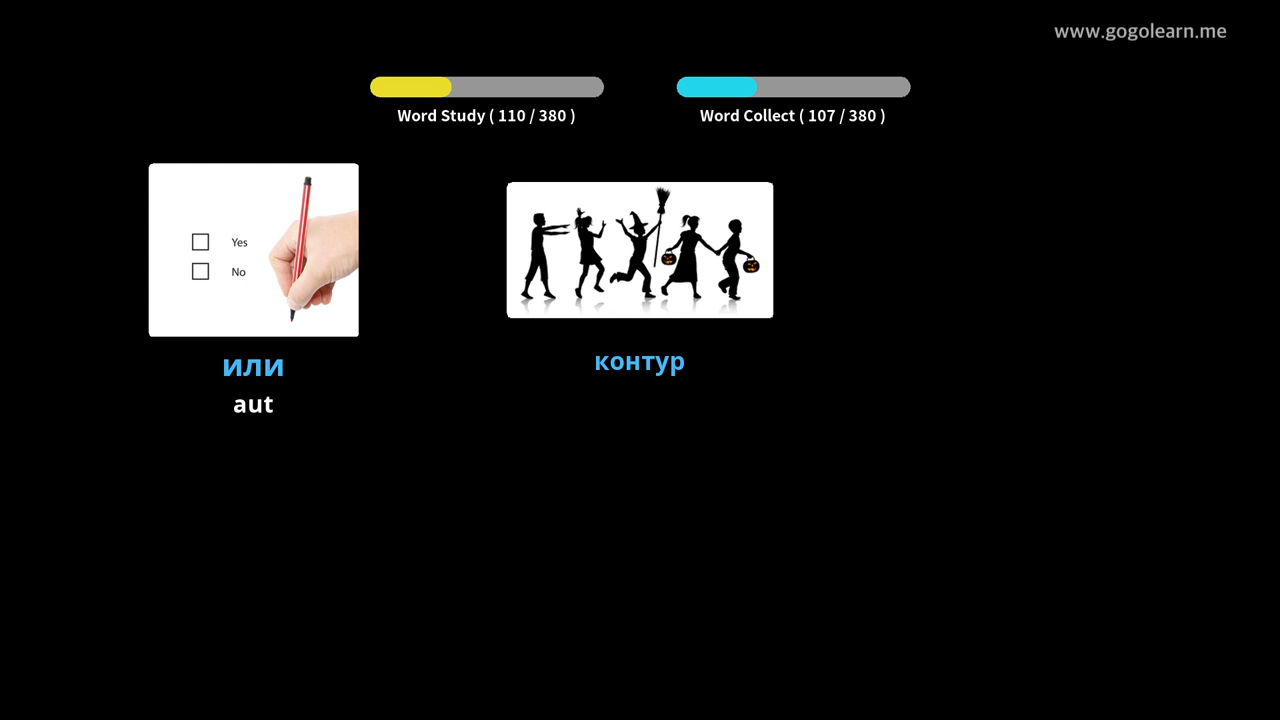 www.gogolearn.me
Word Study ( 110 / 380 )
Word Collect ( 107 / 380 )
Yes
No
или
aut
контур